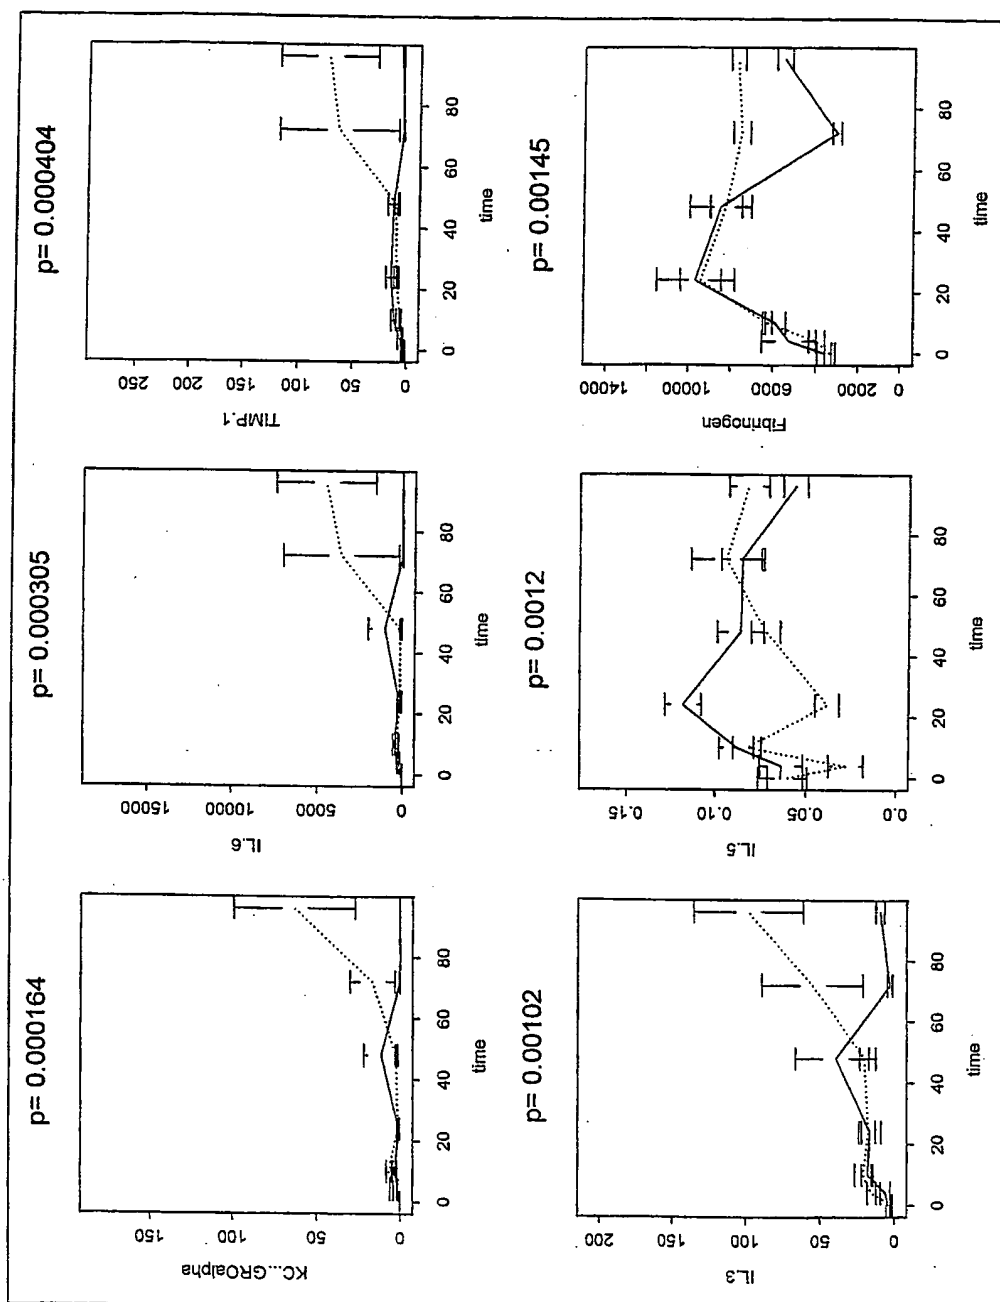 p= 0.000164
KC...GROalpha
0 50 100 150
0 20 40 60 80
time
p= 0.000305
IL.6
0 5000 10000 15000
0 20 40 60 80
time
p= 0.000404
TIMP.1
0 50 100 150 200 250
0 20 40 60 80
time
p= 0.00102
IL.3
0 50 100 150 200
0 20 40 60 80
time
p= 0.0012
IL.5
0.0 0.05 0.10 0.15
0 20 40 60 80
time
p= 0.00145
Fibrinogen
0 2000 6000 10000 14000
0 20 40 60 80
time